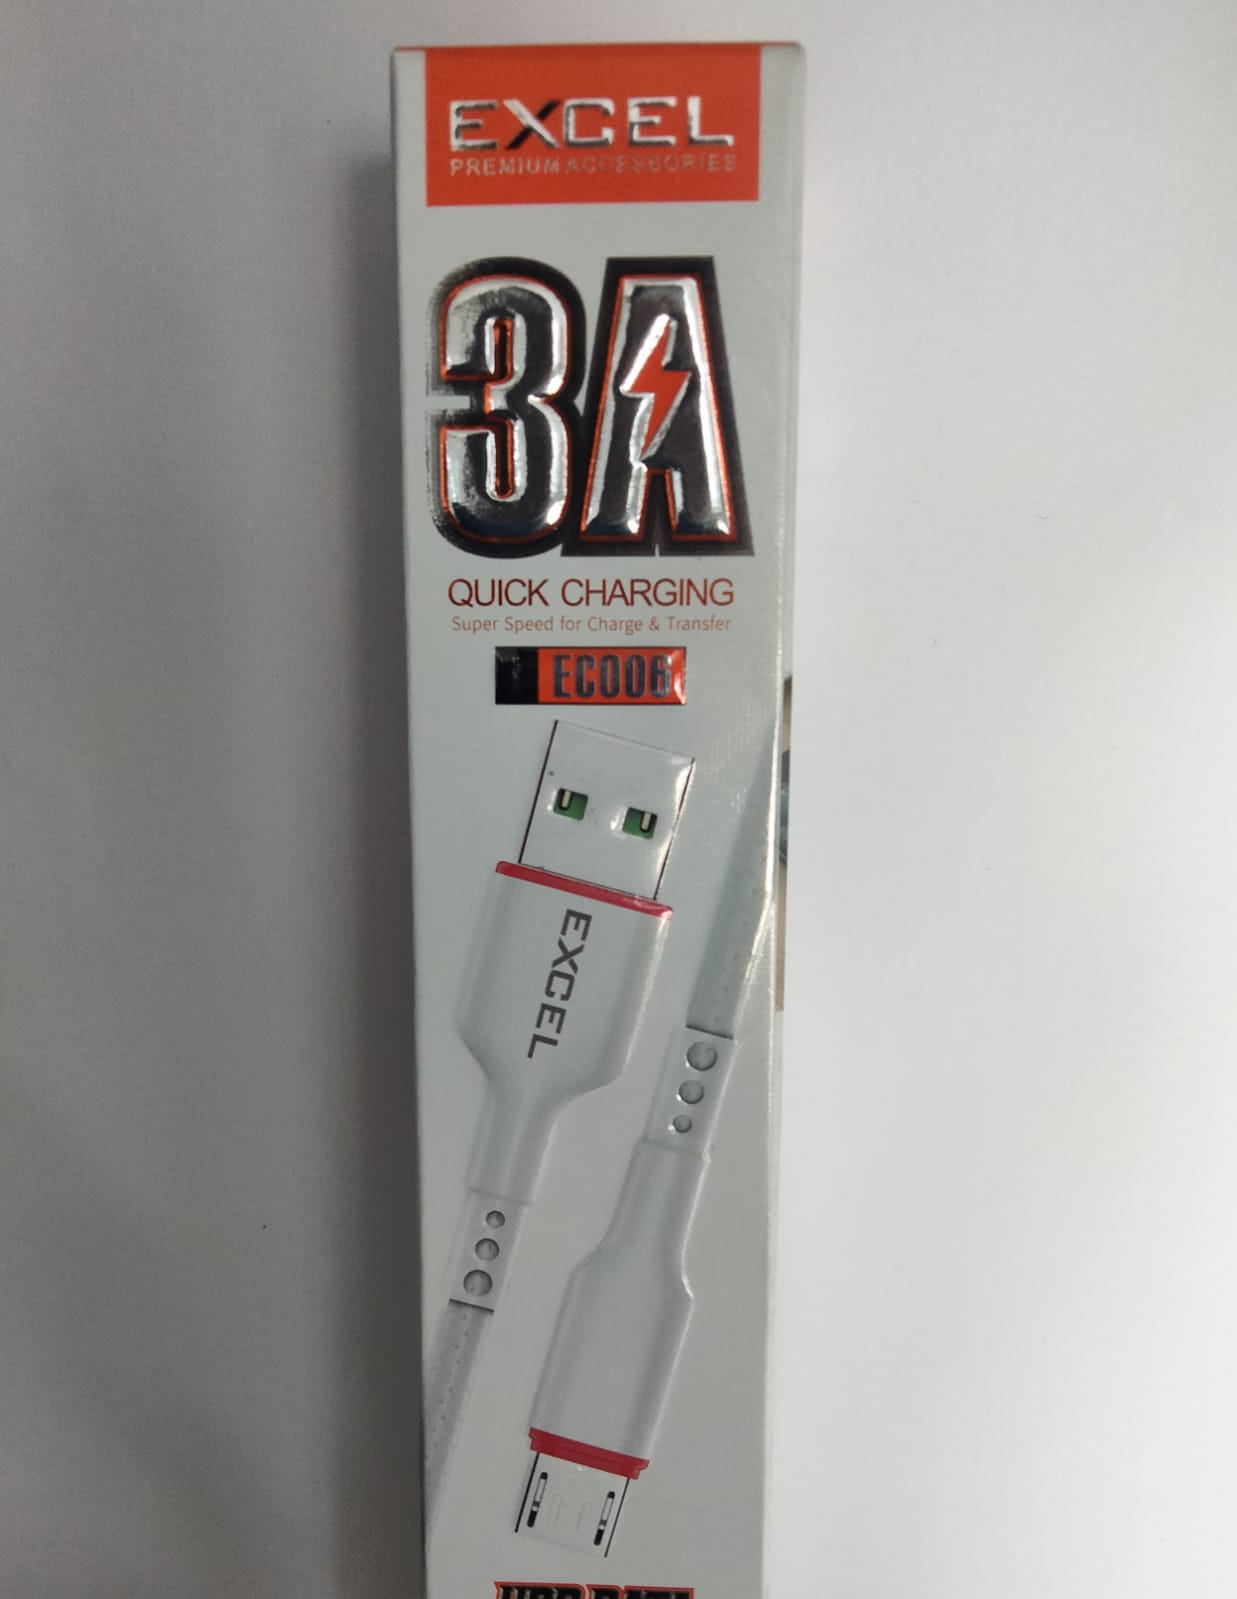 EXCEL
PREMIUM ACCESSORIES
3A
QUICK CHARGING
Super Speed for Charge & Transfer
EC006
EXCEL